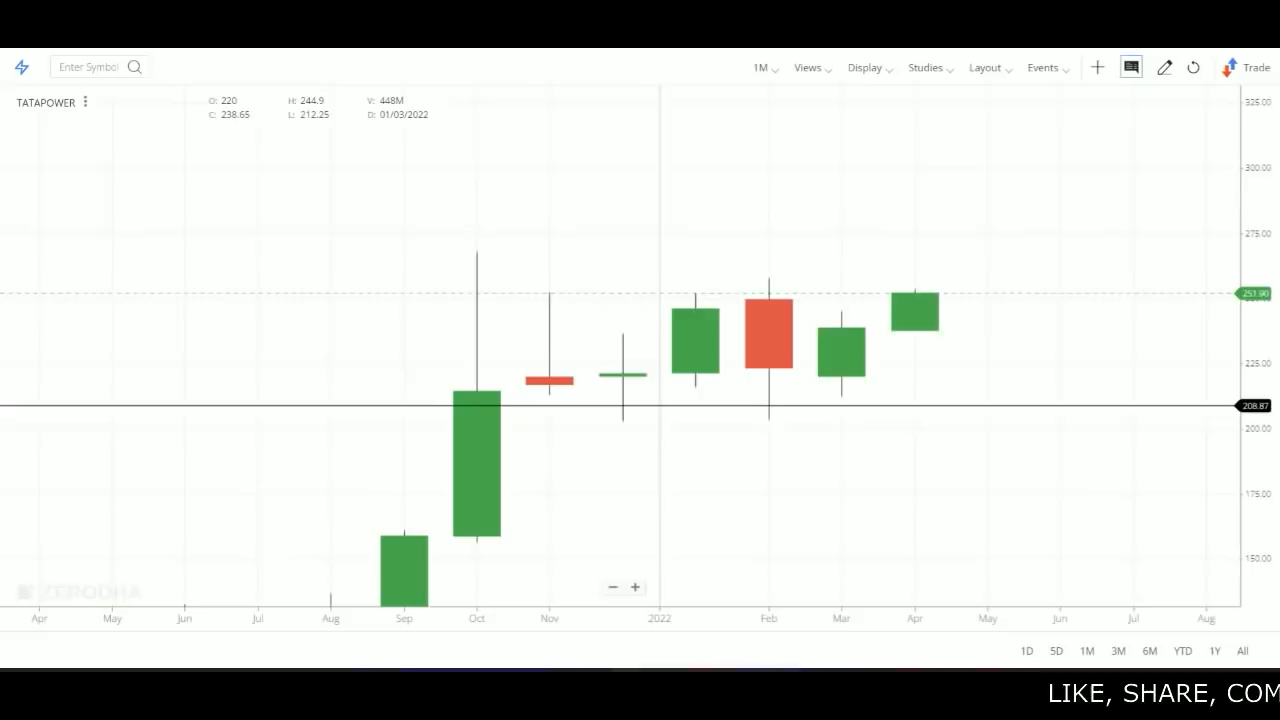 Enter Symbol
1M Views Display Studies Layout Events Trade
TATAPOWER
O: 220 H: 244.9 V: 448M
C: 238.65 L: 212.25 D: 01/03/2022
325.00
300.00
275.00
251.90
225.00
208.87
200.00
175.00
150.00
ZERODHA
Apr May Jun Jul Aug Sep Oct Nov 2022 Feb Mar Apr May Jun Jul Aug
1D 5D 1M 3M 6M YTD 1Y All
LIKE, SHARE, COM